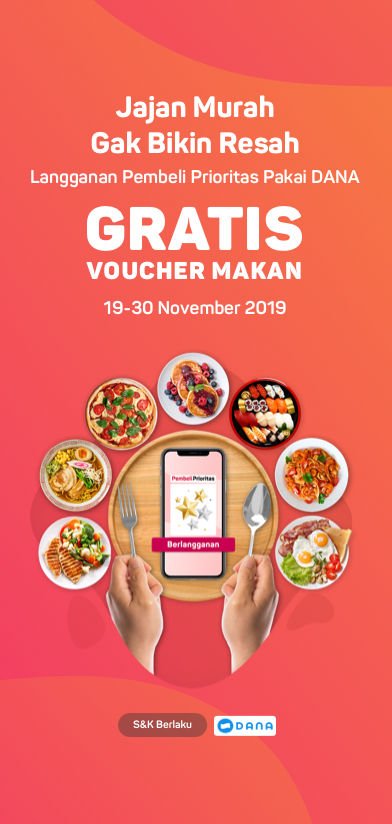 Jajan Murah
Gak Bikin Resah
Langganan Pembeli Prioritas Pakai DANA
GRATIS
VOUCHER MAKAN
19-30 November 2019
Pembeli Prioritas
Berlangganan
S&K Berlaku
DANA